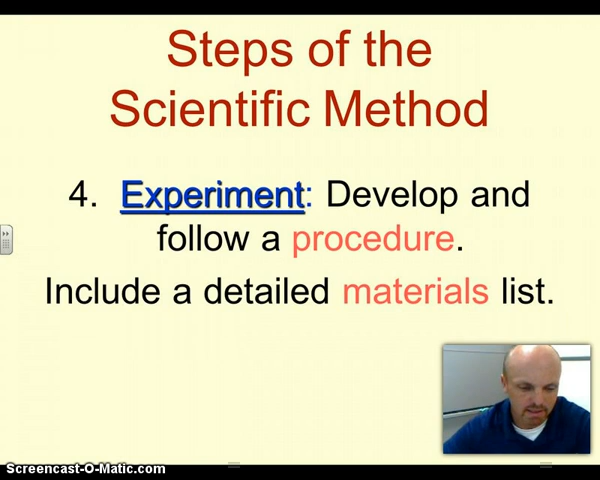 Steps of the
Scientific Method
4. Experiment: Develop and
follow a procedure.
Include a detailed materials list.
Screencast-O-Matic.com